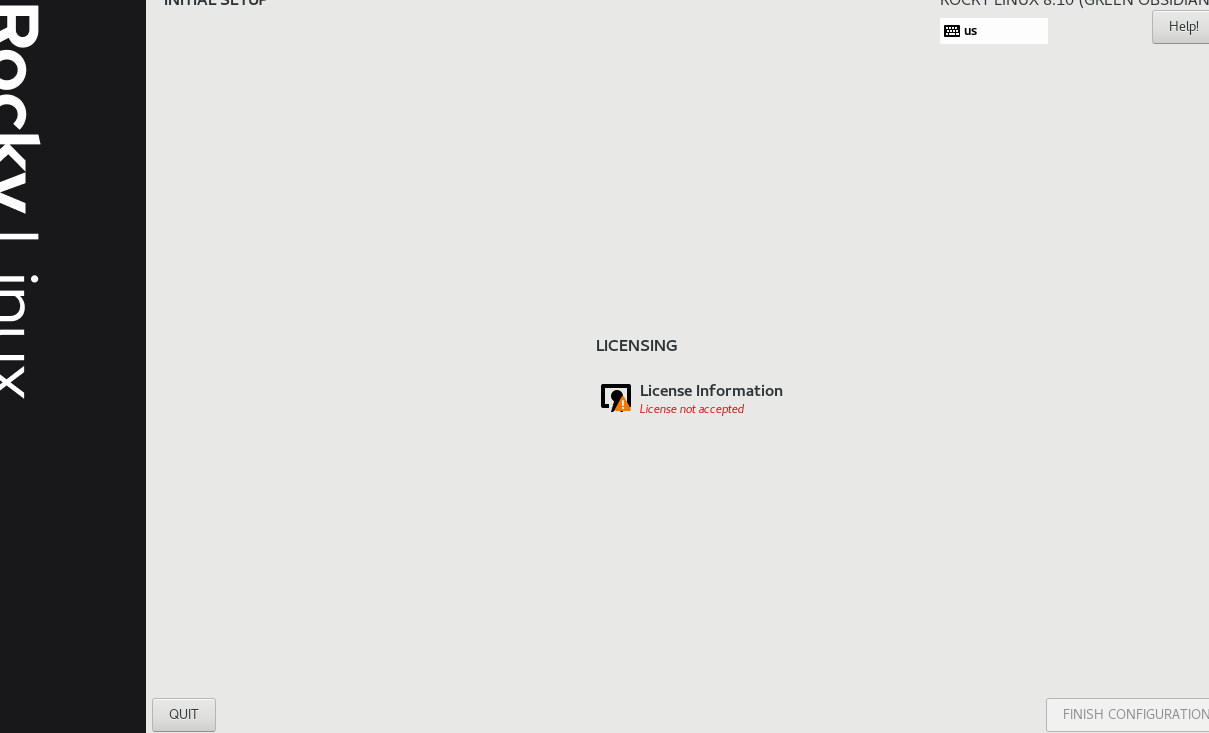 Rocky Linux
INITIAL SETUP
ROCKY LINUX 8.10 (GREEN OBSIDIAN
us
Help!
LICENSING
License Information
License not accepted
QUIT
FINISH CONFIGURATION